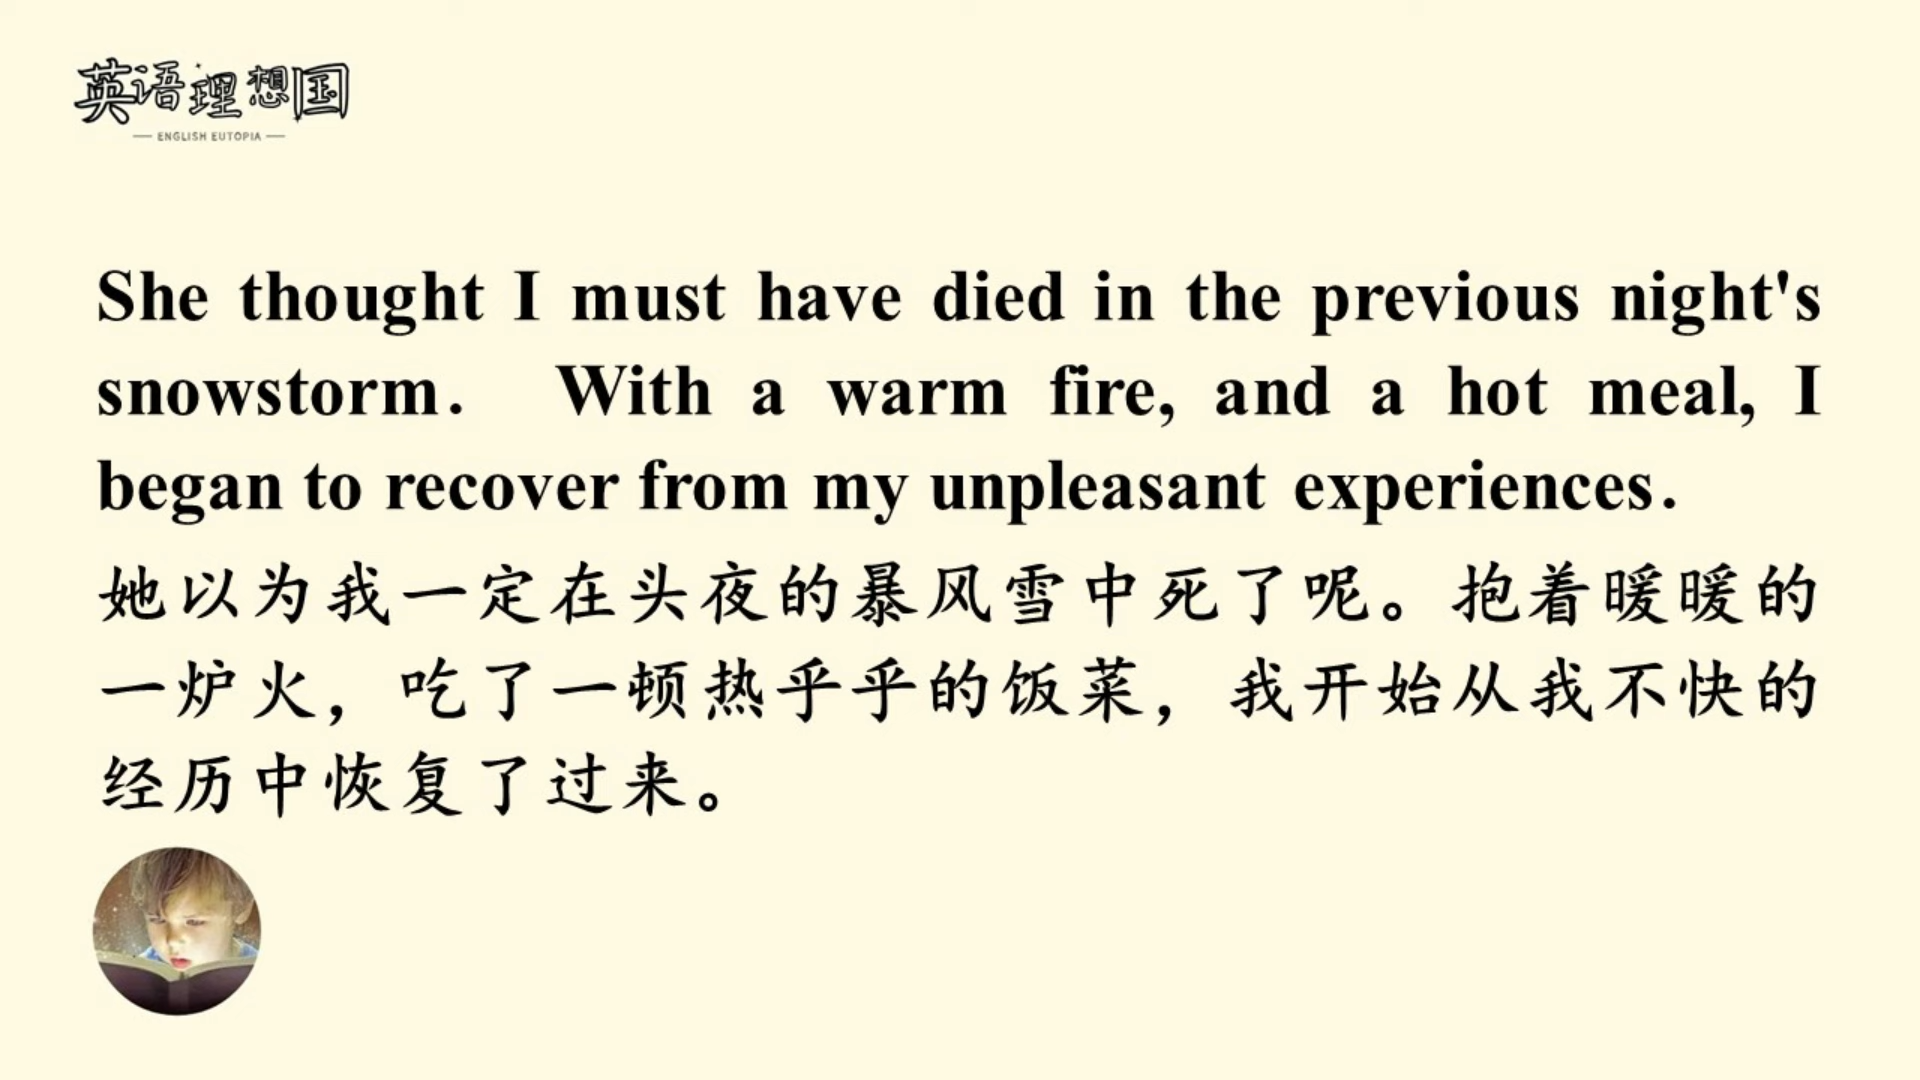 英语理想国
ENGLISH EUTOPIA
She thought I must have died in the previous night's
snowstorm. With a warm fire, and a hot meal, I
began to recover from my unpleasant experiences.
她以为我一定在头夜的暴风雪中死了呢。抱着暖暖的
一炉火，吃了一顿热乎乎的饭菜，我开始从我不快的
经历中恢复了过来。